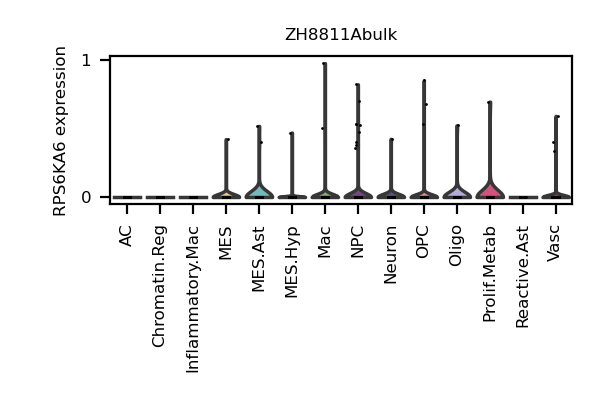 ZH8811Abulk
RPS6KA6 expression
1
0
AC
Chromatin.Reg
Inflammatory.Mac
MES
MES.Ast
MES.Hyp
Mac
NPC
Neuron
OPC
Oligo
Prolif.Metab
Reactive.Ast
Vasc